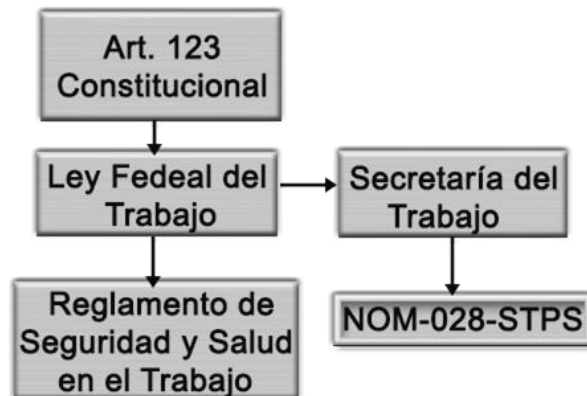 Art. 123
Constitucional
Ley Fedeal del
Trabajo
Secretaría del
Trabajo
Reglamento de
Seguridad y Salud
en el Trabajo
NOM-028-STPS